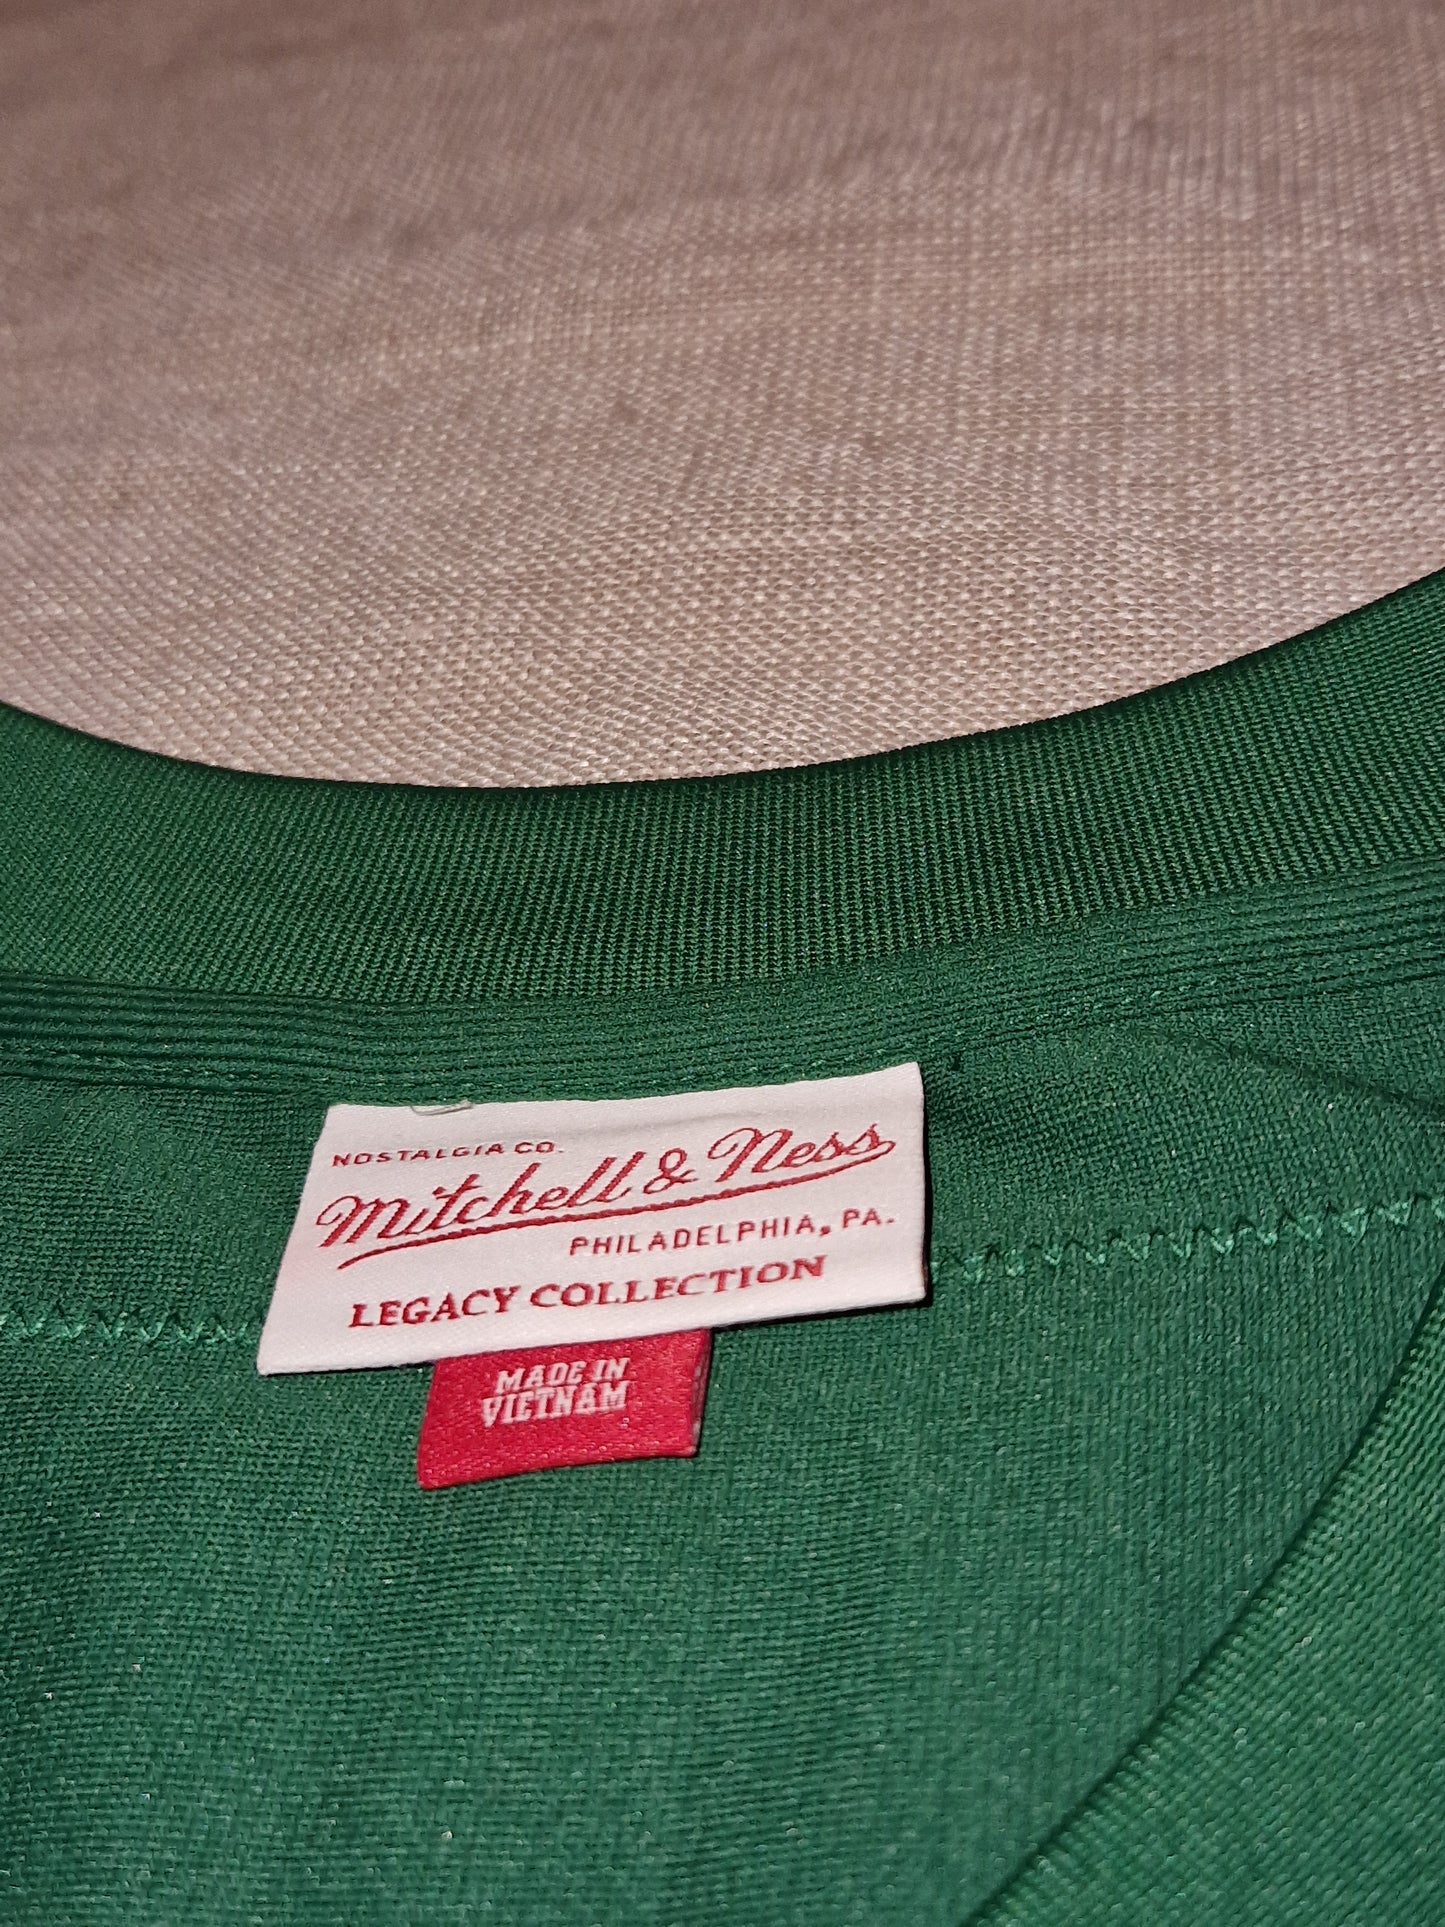 NOSTALGIA CO.
Mitchell & Ness
PHILADELPHIA, PA.
LEGACY COLLECTION
MADE IN
VIETNAM